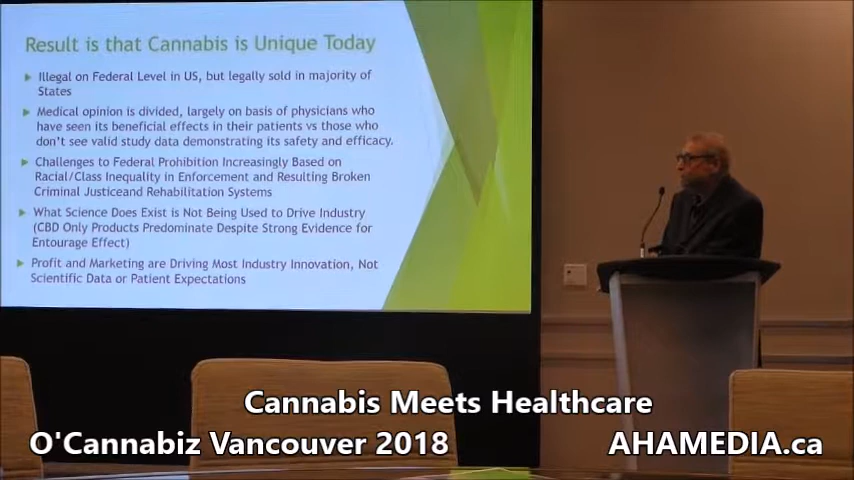 Result is that Cannabis is Unique Today
Illegal on Federal Level in US, but legally sold in majority of
States
Medical opinion is divided, largely on basis of physicians who
have seen its beneficial effects in their patients vs those who
don't see valid study data demonstrating its safety and efficacy.
Challenges to Federal Prohibition Increasingly Based on
Racial/Class Inequality in Enforcement and Resulting Broken
Criminal Justiceand Rehabilitation Systems
What Science Does Exist is Not Being Used to Drive Industry
(CBD Only Products Predominate Despite Strong Evidence for
Entourage Effect)
Profit and Marketing are Driving Most Industry Innovation, Not
Scientific Data or Patient Expectations
Cannabis Meets Healthcare
O'Cannabiz Vancouver 2018 AHAMEDIA.ca